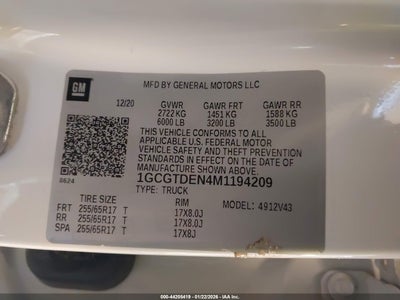 GM
MFD BY GENERAL MOTORS LLC
12/20 GVWR GAWR FRT GAWR RR
2722 KG 1451 KG 1588 KG
6000 LB 3200 LB 3500 LB
THIS VEHICLE CONFORMS TO ALL
APPLICABLE U.S. FEDERAL MOTOR
VEHICLE SAFETY AND THEFT PREVENTION
STANDARDS IN EFFECT ON THE DATE OF
MANUFACTURE SHOWN ABOVE.
1GCGTDEN4M1194209
TYPE: TRUCK
8624
TIRE SIZE RIM MODEL: 4912V43
FRT 255/65R17 T 17X8.0J
RR 255/65R17 T 17X8.0J
SPA 255/65R17 T 17X8J
000-44205419 - 01/22/2026 - IAA Inc.